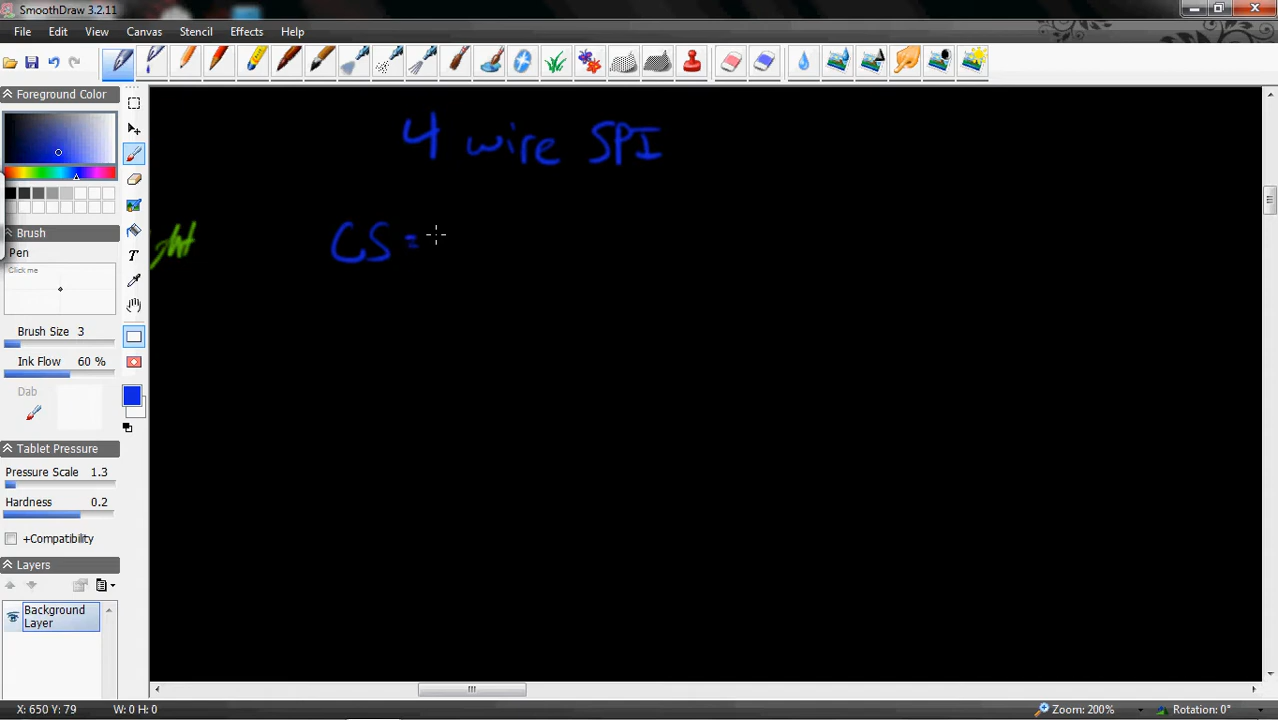 SmoothDraw 3.2.11
File Edit View Canvas Stencil Effects Help
Foreground Color
4 wire SPI
CS =
Brush
Pen
Click me
Brush Size 3
Ink Flow 60 %
Dab
Tablet Pressure
Pressure Scale 1.3
Hardness 0.2
+Compatibility
Layers
Background
Layer
X: 650 Y: 79 W: 0 H: 0 Zoom: 200% Rotation: 0°